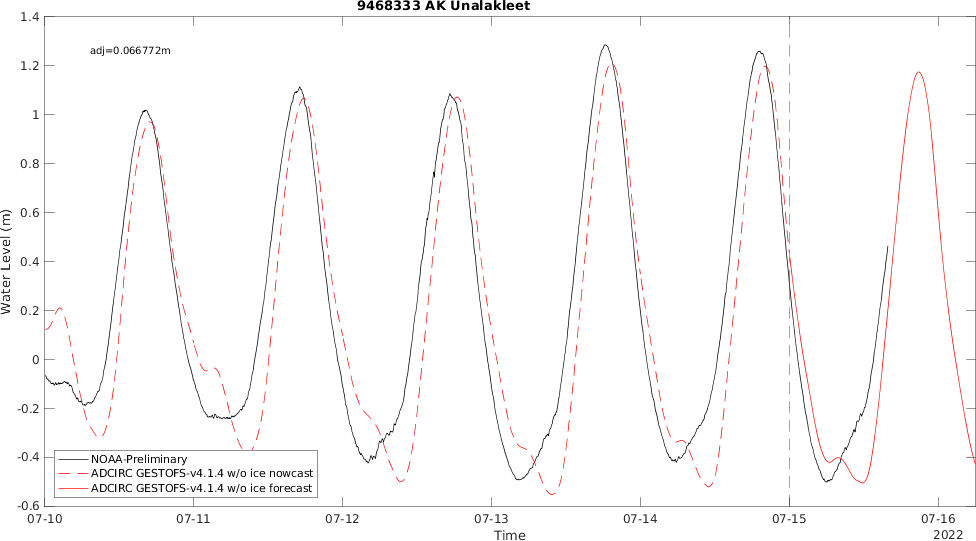 9468333 AK Unalakleet
adj=0.066772m
1.4
1.2
1
0.8
0.6
0.4
0.2
0
-0.2
-0.4
-0.6
Water Level (m)
NOAA-Preliminary
ADCIRC GESTOFS-v4.1.4 w/o ice nowcast
ADCIRC GESTOFS-v4.1.4 w/o ice forecast
07-10 07-11 07-12 07-13 07-14 07-15 07-16
Time
2022